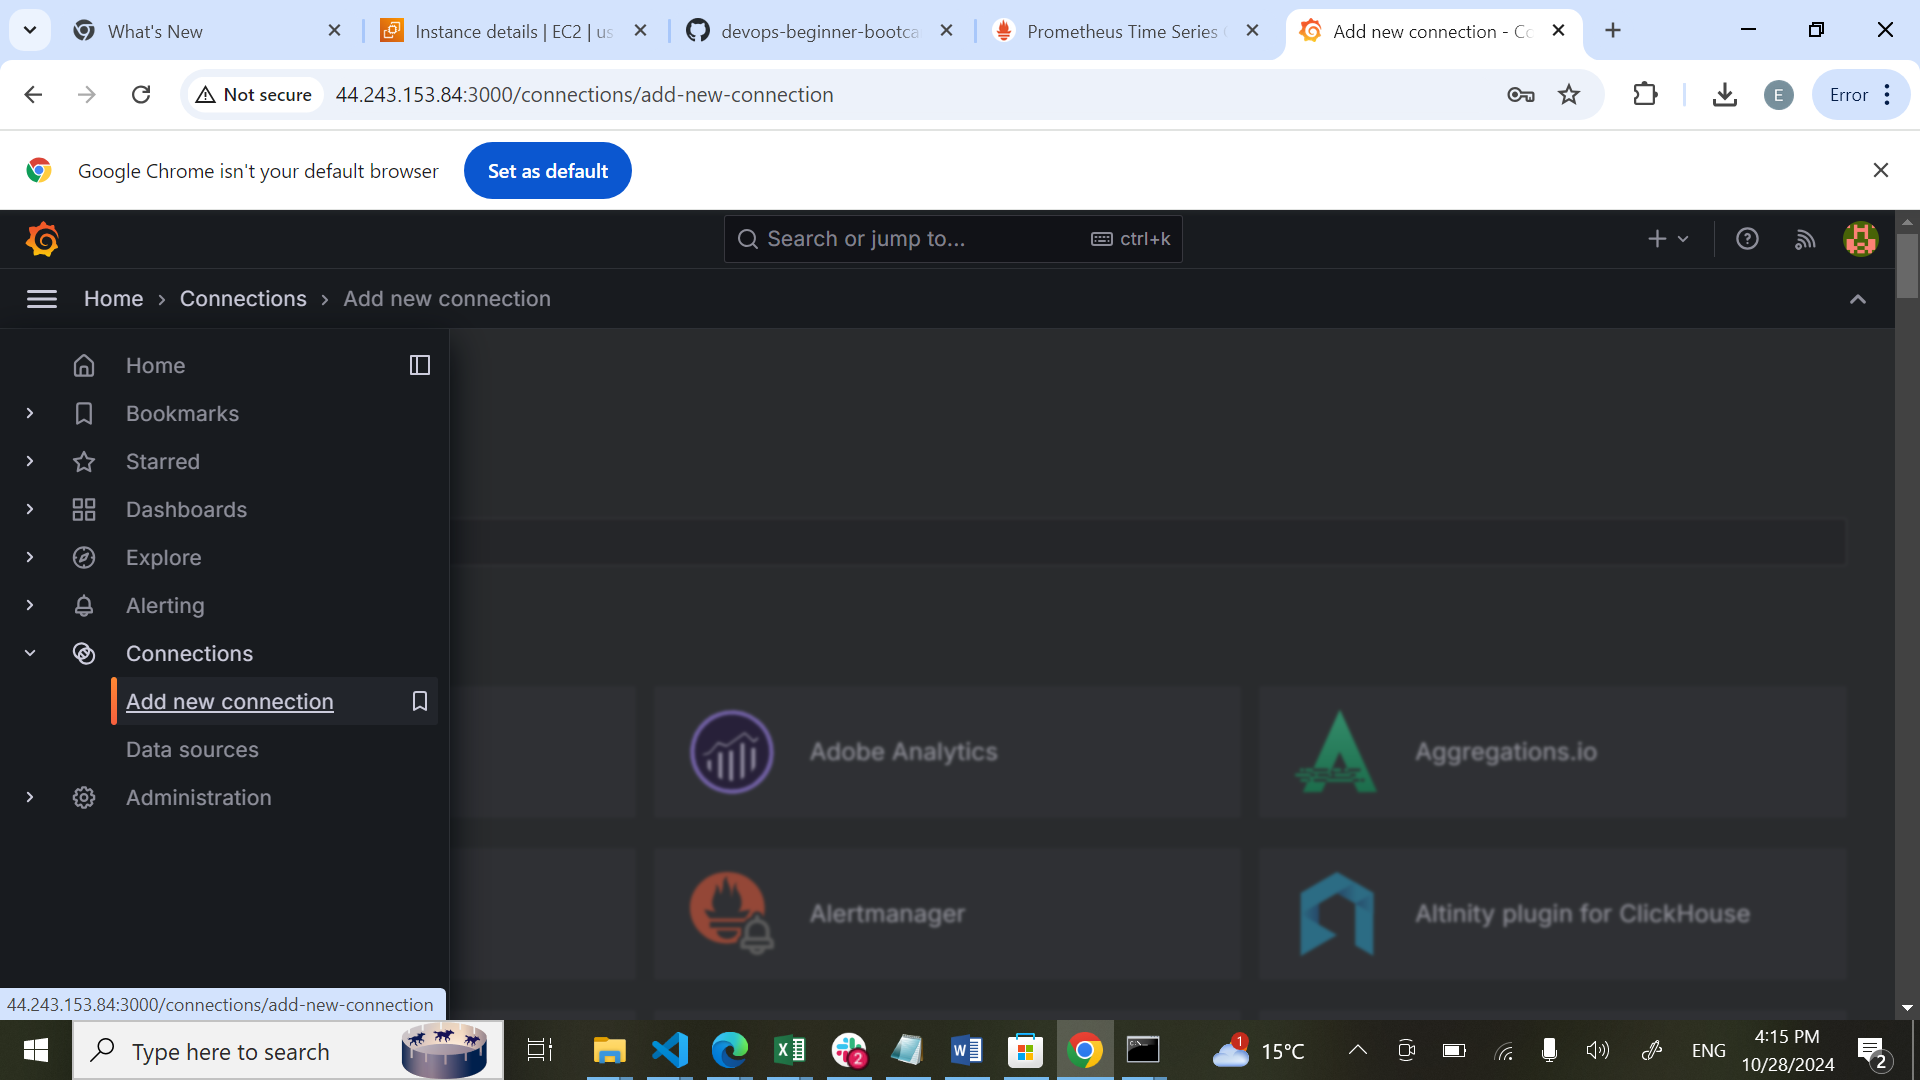 What's New
Instance details | EC2 | us
devops-beginner-bootca
Prometheus Time Series
Add new connection - Co
Not secure
44.243.153.84:3000/connections/add-new-connection
E
Error
Google Chrome isn't your default browser
Set as default
Search or jump to...
ctrl+k
Home
Connections
Add new connection
Home
Bookmarks
Starred
Dashboards
Explore
Alerting
Connections
Add new connection
Data sources
Administration
Adobe Analytics
Aggregations.io
Alertmanager
Altinity plugin for ClickHouse
44.243.153.84:3000/connections/add-new-connection
Type here to search
2
1
15°C
ENG
4:15 PM
10/28/2024
2